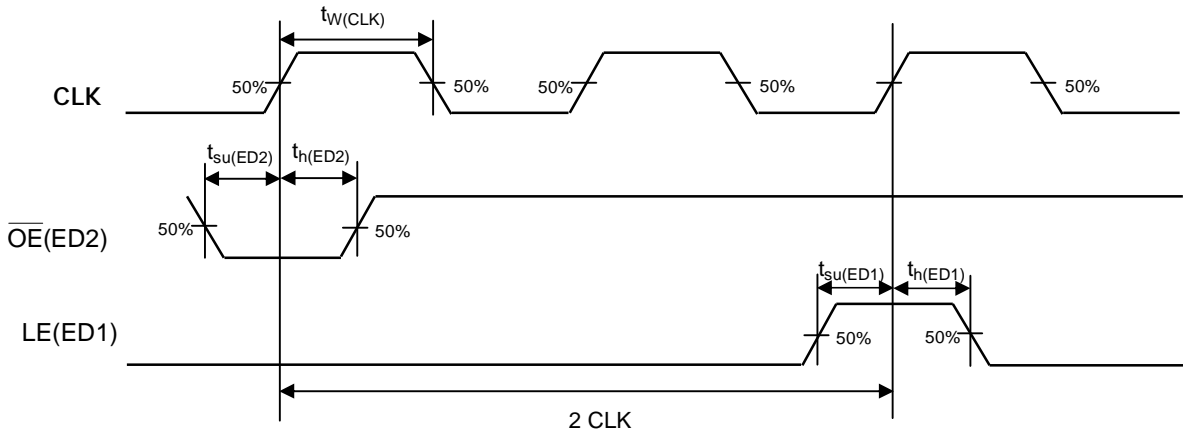 tW(CLK)
CLK
50%
50%
50%
50%
50%
50%
tsu(ED2)
th(ED2)
OE(ED2)
50%
50%
tsu(ED1)
th(ED1)
LE(ED1)
50%
50%
2 CLK